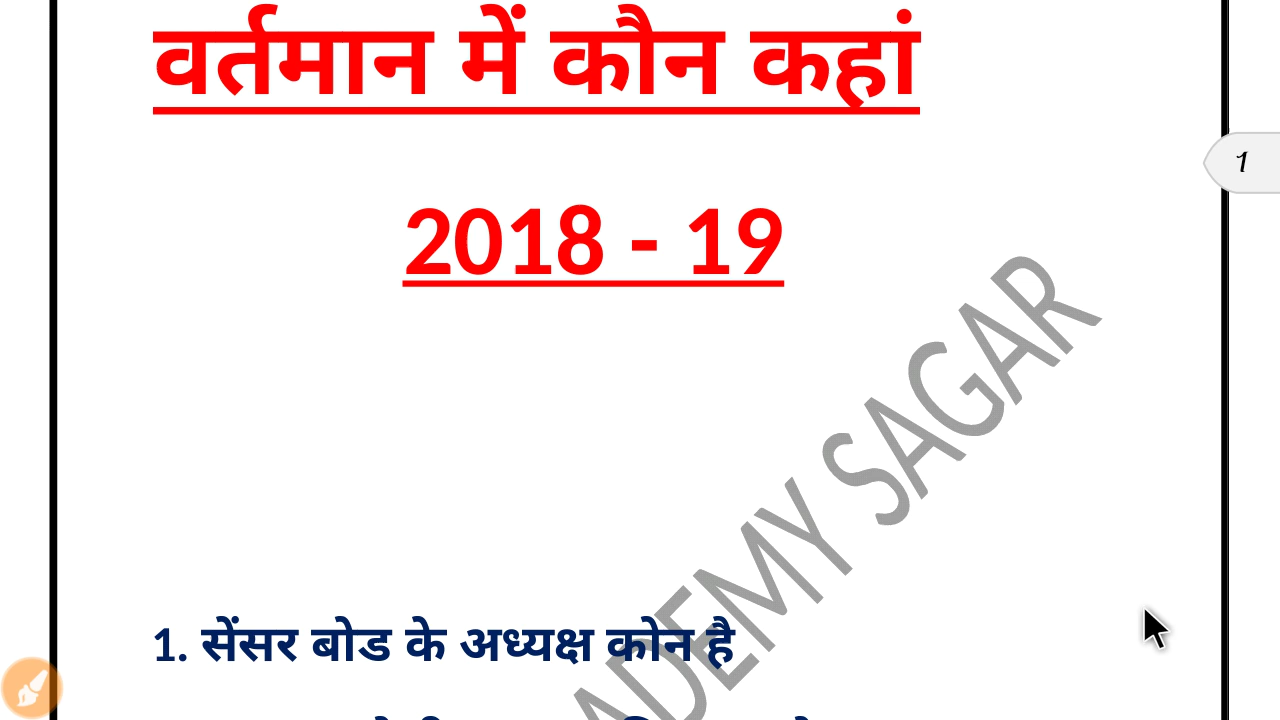 वर्तमान में कौन कहां
1
2018 - 19
ADEMY SAGAR
1. सेंसर बोड के अध्यक्ष कोन है